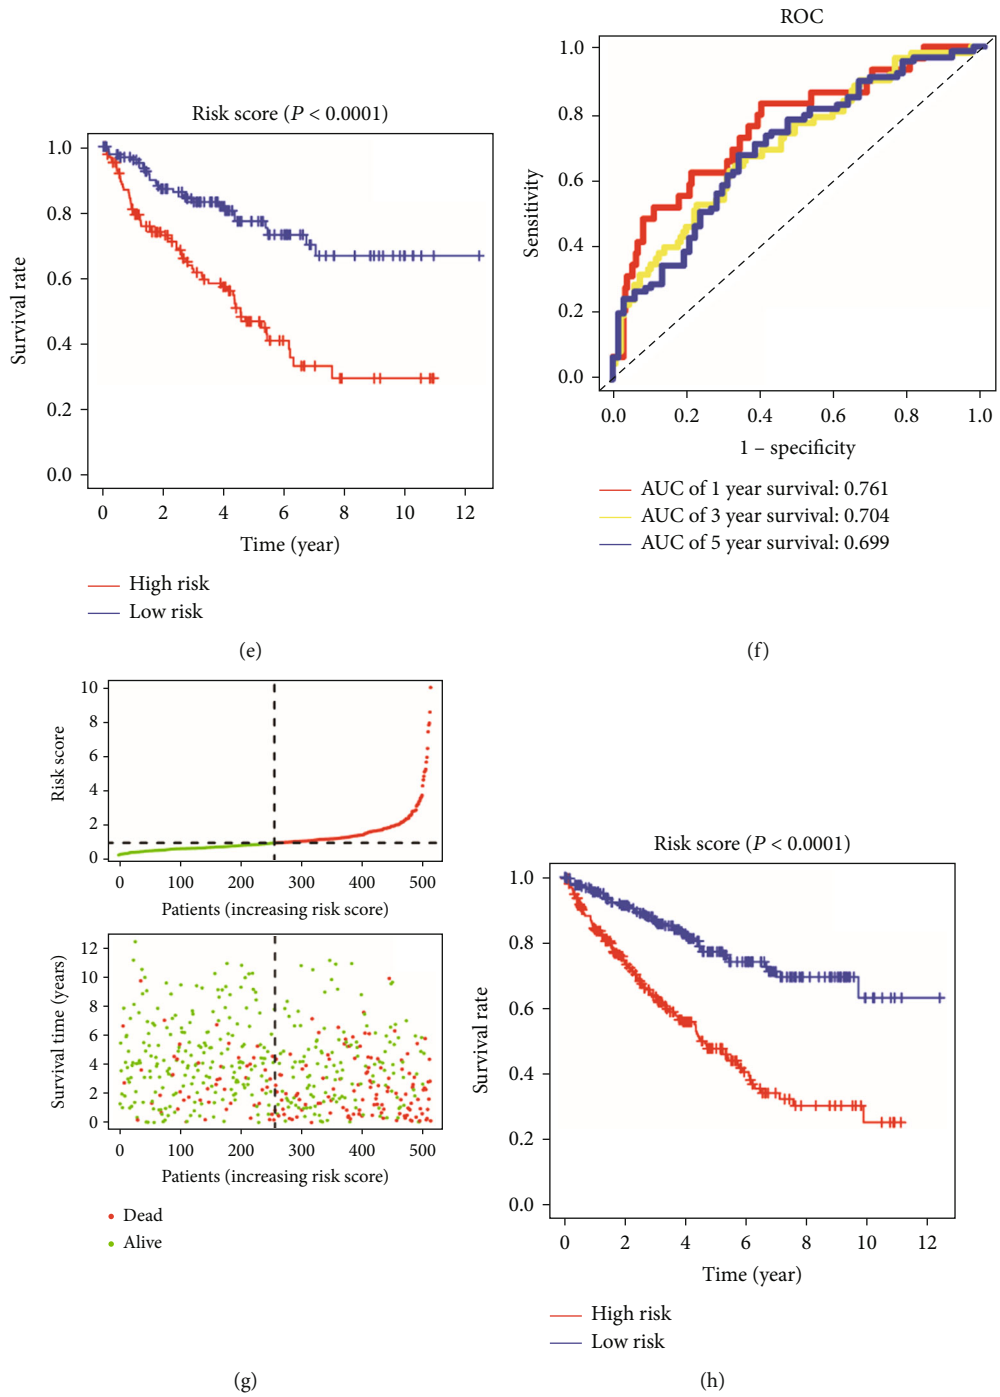 Risk score (P < 0.0001)
Survival rate
1.0
0.8
0.6
0.4
0.2
0.0
0 2 4 6 8 10 12
Time (year)
High risk
Low risk
(e)
ROC
Sensitivity
1.0
0.8
0.6
0.4
0.2
0.0
0.0 0.2 0.4 0.6 0.8 1.0
1 – specificity
AUC of 1 year survival: 0.761
AUC of 3 year survival: 0.704
AUC of 5 year survival: 0.699
(f)
Risk score
10
8
6
4
2
0
0 100 200 300 400 500
Patients (increasing risk score)
Survival time (years)
12
10
8
6
4
2
0
0 100 200 300 400 500
Patients (increasing risk score)
Dead
Alive
(g)
Risk score (P < 0.0001)
Survival rate
1.0
0.8
0.6
0.4
0.2
0.0
0 2 4 6 8 10 12
Time (year)
High risk
Low risk
(h)